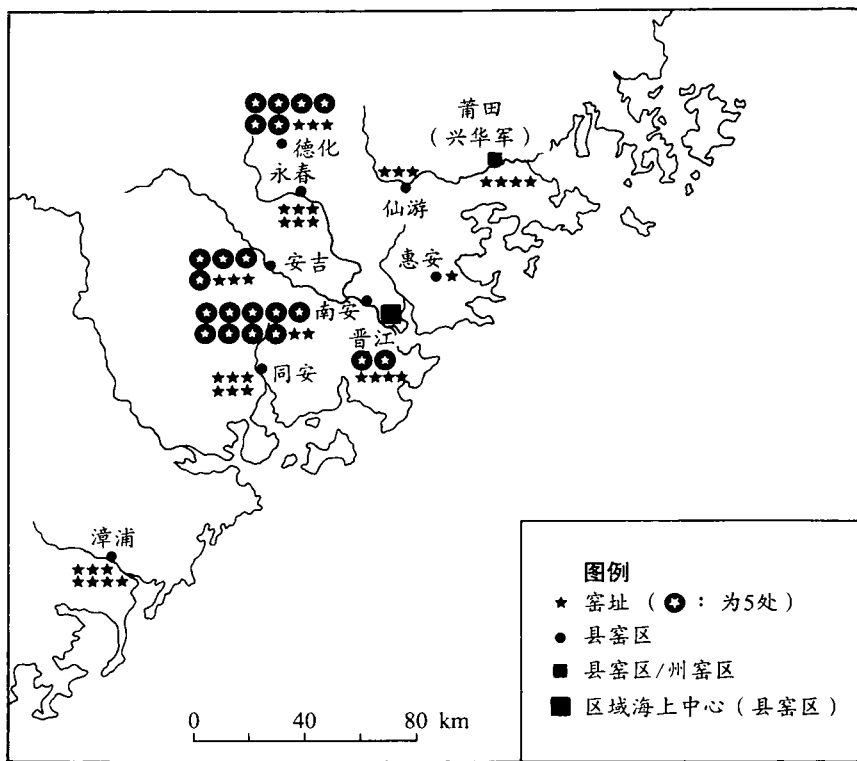 莆田
(兴华军)
德化
永春
仙游
安吉
惠安
南安
晋江
同安
漳浦
图例
窑址 ( : 为5处)
县窑区
县窑区/州窑区
区域海上中心(县窑区)
0 40 80 km